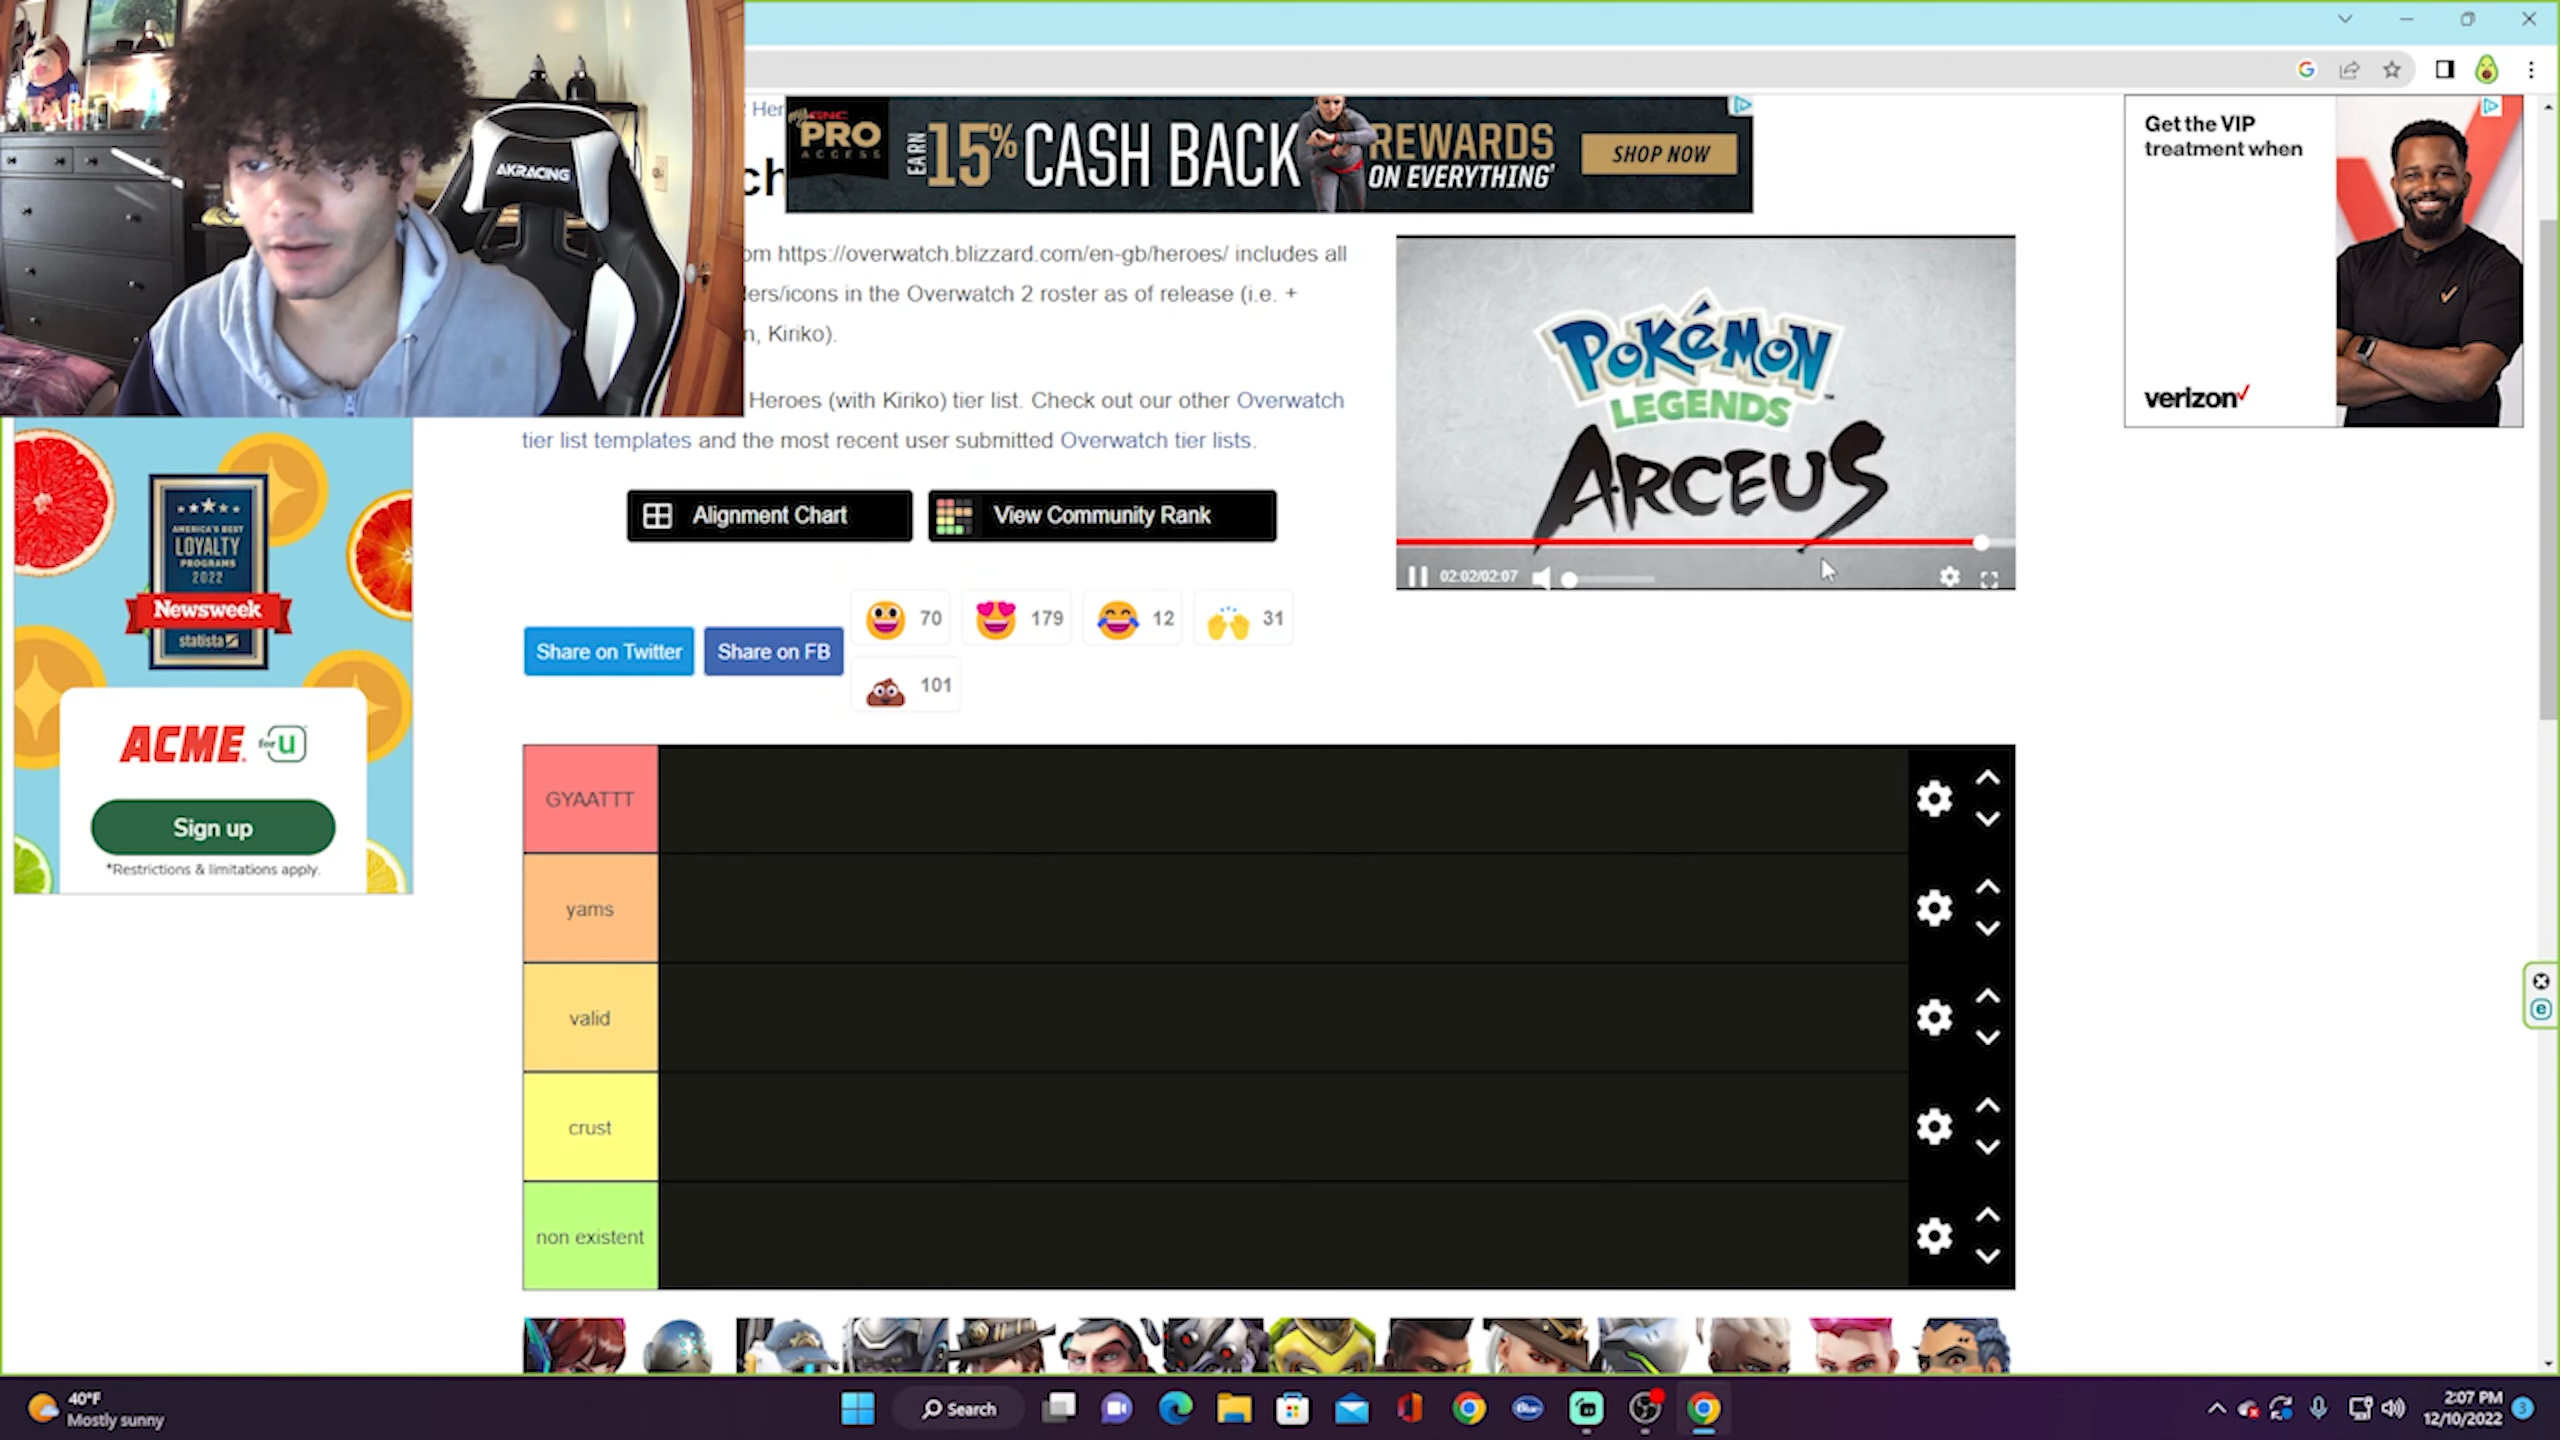 AKRACING
Her
my GNC
PRO
ACCESS
EARN
15% CASH BACK
REWARDS
ON EVERYTHING*
SHOP NOW
Get the VIP
treatment when
verizon
ch
om https://overwatch.blizzard.com/en-gb/heroes/ includes all
ers/icons in the Overwatch 2 roster as of release (i.e. +
n, Kiriko).
Heroes (with Kiriko) tier list. Check out our other Overwatch
tier list templates and the most recent user submitted Overwatch tier lists.
POKÉMON
LEGENDS
ARCEUS
02:02/02:07
Alignment Chart
View Community Rank
Share on Twitter
Share on FB
70
179
12
31
101
AMERICA'S BEST
LOYALTY
PROGRAMS
2022
Newsweek
statista
ACME for U
Sign up
*Restrictions & limitations apply.
GYAATTT
yams
valid
crust
non existent
40°F
Mostly sunny
Search
2:07 PM
12/10/2022
3